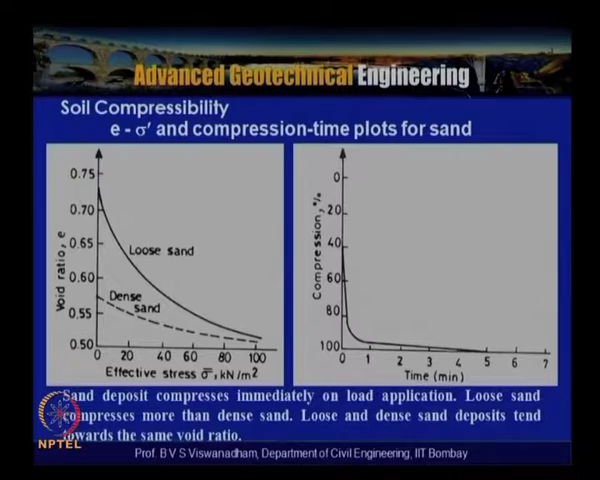 Advanced Geotechnical Engineering
Soil Compressibility
e - σ′ and compression-time plots for sand
0.75
0.70
0.65
0.60
0.55
0.50
Void ratio, e
Loose sand
Dense
sand
0 20 40 60 80 100
Effective stress σ̅, kN/m2
0
20
40
60
80
100
Compression, %
0 1 2 3 4 5 6 7
Time (min)
Sand deposit compresses immediately on load application. Loose sand
compresses more than dense sand. Loose and dense sand deposits tend
towards the same void ratio.
NPTEL
Prof. B V S Viswanadham, Department of Civil Engineering, IIT Bombay